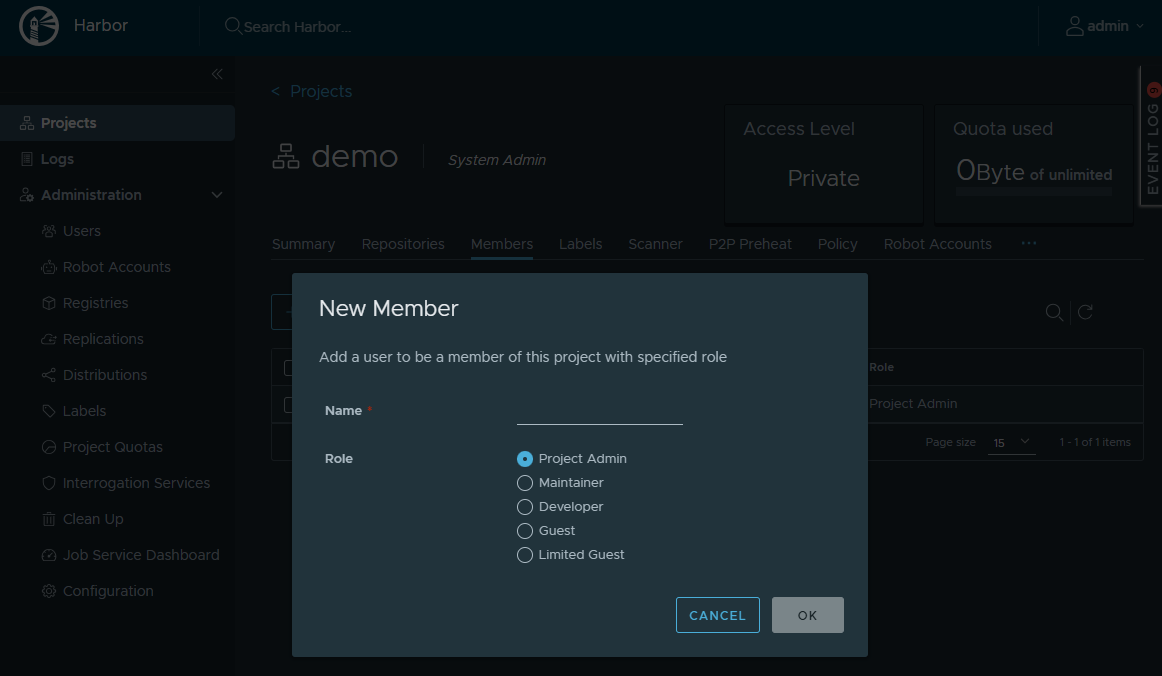 Harbor
Search Harbor...
admin
Projects
Logs
Administration
Users
Robot Accounts
Registries
Replications
Distributions
Labels
Project Quotas
Interrogation Services
Clean Up
Job Service Dashboard
Configuration
< Projects
demo
System Admin
Access Level
Private
Quota used
0Byte of unlimited
EVENT LOG
Summary Repositories Members Labels Scanner P2P Preheat Policy Robot Accounts ...
New Member
Add a user to be a member of this project with specified role
Name *
Role
Project Admin
Maintainer
Developer
Guest
Limited Guest
CANCEL OK
Role
Project Admin
Page size 15 1 - 1 of 1 items